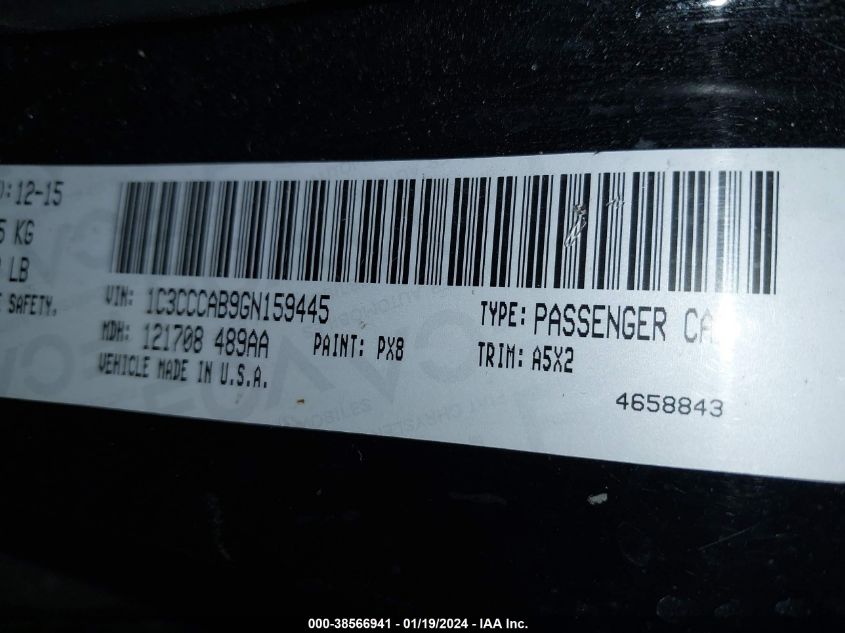 D: 12-15
5 KG
LB
SAFETY.
VIN: 1C3CCCAB9GN159445
TYPE: PASSENGER CA
MDH: 121708 489AA
PAINT: PX8
TRIM: A5X2
VEHICLE MADE IN U.S.A.
4658843
000-38566941 - 01/19/2024 - IAA Inc.